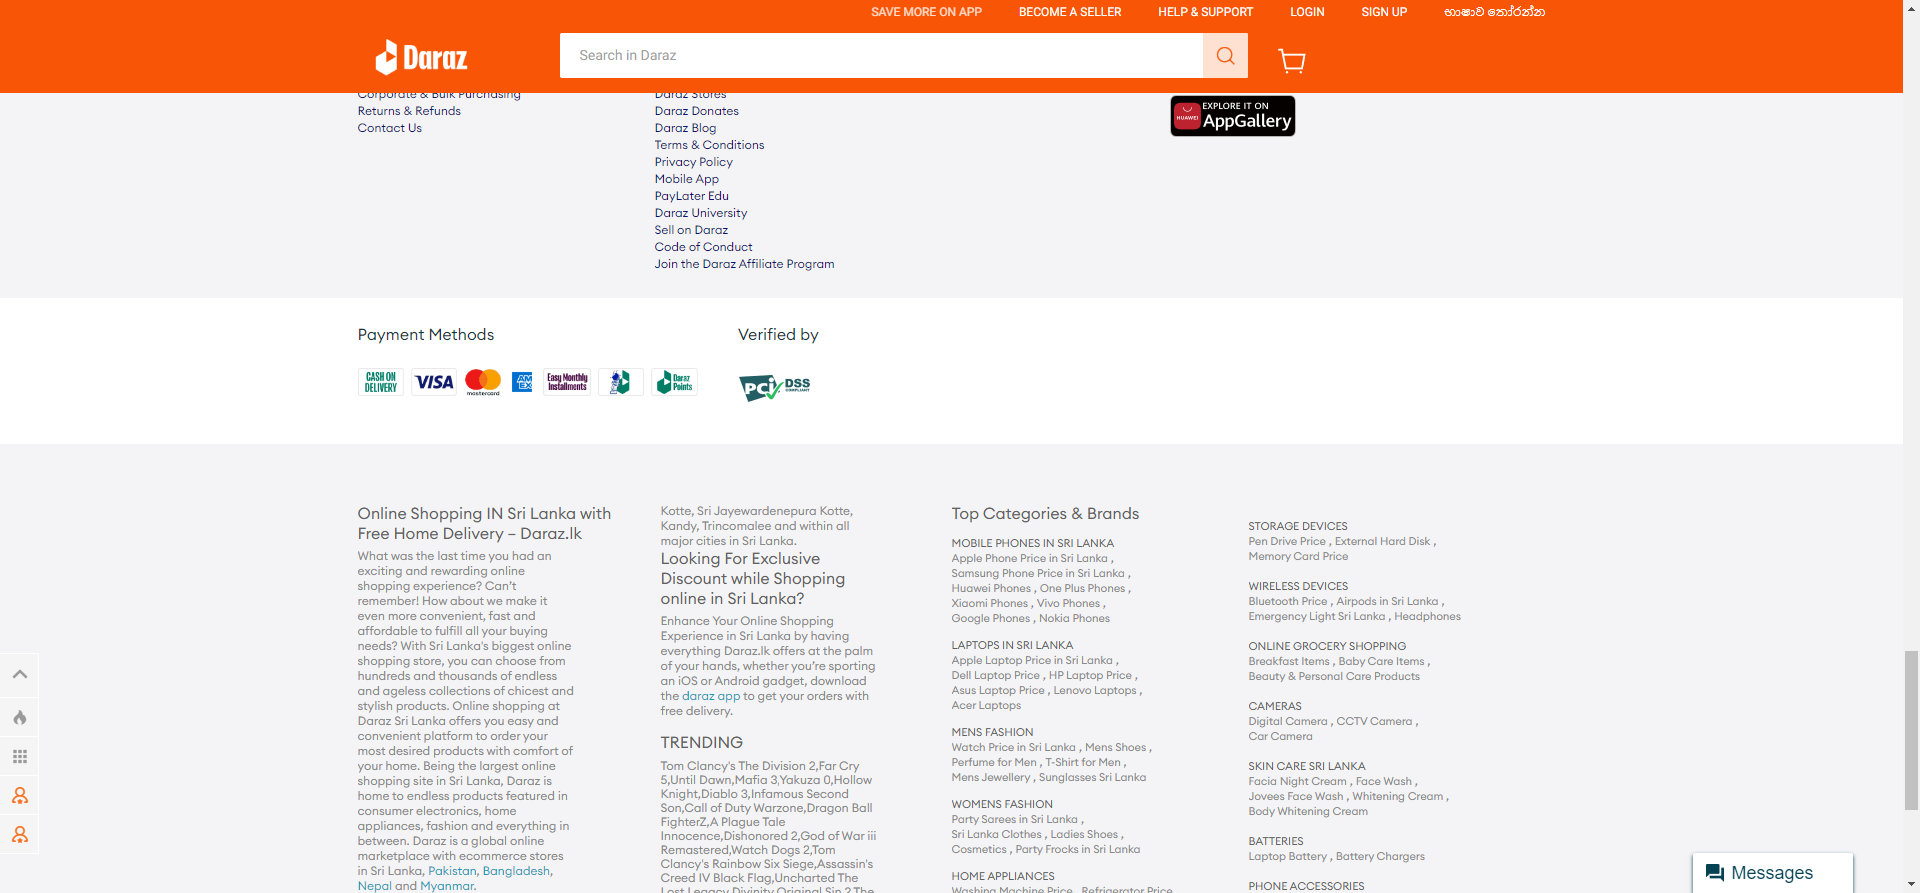 SAVE MORE ON APP
BECOME A SELLER
HELP & SUPPORT
LOGIN
SIGN UP
භාෂාව තෝරන්න
Daraz
Search in Daraz
Corporate & Bulk Purchasing
Returns & Refunds
Contact Us
Daraz Stores
Daraz Donates
Daraz Blog
Terms & Conditions
Privacy Policy
Mobile App
PayLater Edu
Daraz University
Sell on Daraz
Code of Conduct
Join the Daraz Affiliate Program
HUAWEI
EXPLORE IT ON
AppGallery
Payment Methods
CASH ON
DELIVERY
VISA
mastercard
AM
EX
Easy Monthly
Installments
Daraz
Points
Verified by
PCI DSS
COMPLIANT
Online Shopping IN Sri Lanka with
Free Home Delivery – Daraz.lk
What was the last time you had an
exciting and rewarding online
shopping experience? Can't
remember! How about we make it
even more convenient, fast and
affordable to fulfill all your buying
needs? With Sri Lanka's biggest online
shopping store, you can choose from
hundreds and thousands of endless
and ageless collections of chicest and
stylish products. Online shopping at
Daraz Sri Lanka offers you easy and
convenient platform to order your
most desired products with comfort of
your home. Being the largest online
shopping site in Sri Lanka, Daraz is
home to endless products featured in
consumer electronics, home
appliances, fashion and everything in
between. Daraz is a global online
marketplace with ecommerce stores
in Sri Lanka, Pakistan, Bangladesh,
Nepal and Myanmar.
Kotte, Sri Jayewardenepura Kotte,
Kandy, Trincomalee and within all
major cities in Sri Lanka.
Looking For Exclusive
Discount while Shopping
online in Sri Lanka?
Enhance Your Online Shopping
Experience in Sri Lanka by having
everything Daraz.lk offers at the palm
of your hands, whether you're sporting
an iOS or Android gadget, download
the daraz app to get your orders with
free delivery.
TRENDING
Tom Clancy's The Division 2,Far Cry
5,Until Dawn,Mafia 3,Yakuza 0,Hollow
Knight,Diablo 3,Infamous Second
Son,Call of Duty Warzone,Dragon Ball
FighterZ,A Plague Tale
Innocence,Dishonored 2,God of War iii
Remastered,Watch Dogs 2,Tom
Clancy's Rainbow Six Siege,Assassin's
Creed IV Black Flag,Uncharted The
Lost Legacy,Divinity Original Sin 2,The
Top Categories & Brands
MOBILE PHONES IN SRI LANKA
Apple Phone Price in Sri Lanka ,
Samsung Phone Price in Sri Lanka ,
Huawei Phones , One Plus Phones ,
Xiaomi Phones , Vivo Phones ,
Google Phones , Nokia Phones
LAPTOPS IN SRI LANKA
Apple Laptop Price in Sri Lanka ,
Dell Laptop Price , HP Laptop Price ,
Asus Laptop Price , Lenovo Laptops ,
Acer Laptops
MENS FASHION
Watch Price in Sri Lanka , Mens Shoes ,
Perfume for Men , T-Shirt for Men ,
Mens Jewellery , Sunglasses Sri Lanka
WOMENS FASHION
Party Sarees in Sri Lanka ,
Sri Lanka Clothes , Ladies Shoes ,
Cosmetics , Party Frocks in Sri Lanka
HOME APPLIANCES
Washing Machine Price , Refrigerator Price
STORAGE DEVICES
Pen Drive Price , External Hard Disk ,
Memory Card Price
WIRELESS DEVICES
Bluetooth Price , Airpods in Sri Lanka ,
Emergency Light Sri Lanka , Headphones
ONLINE GROCERY SHOPPING
Breakfast Items , Baby Care Items ,
Beauty & Personal Care Products
CAMERAS
Digital Camera , CCTV Camera ,
Car Camera
SKIN CARE SRI LANKA
Facia Night Cream , Face Wash ,
Jovees Face Wash , Whitening Cream ,
Body Whitening Cream
BATTERIES
Laptop Battery , Battery Chargers
PHONE ACCESSORIES
Messages